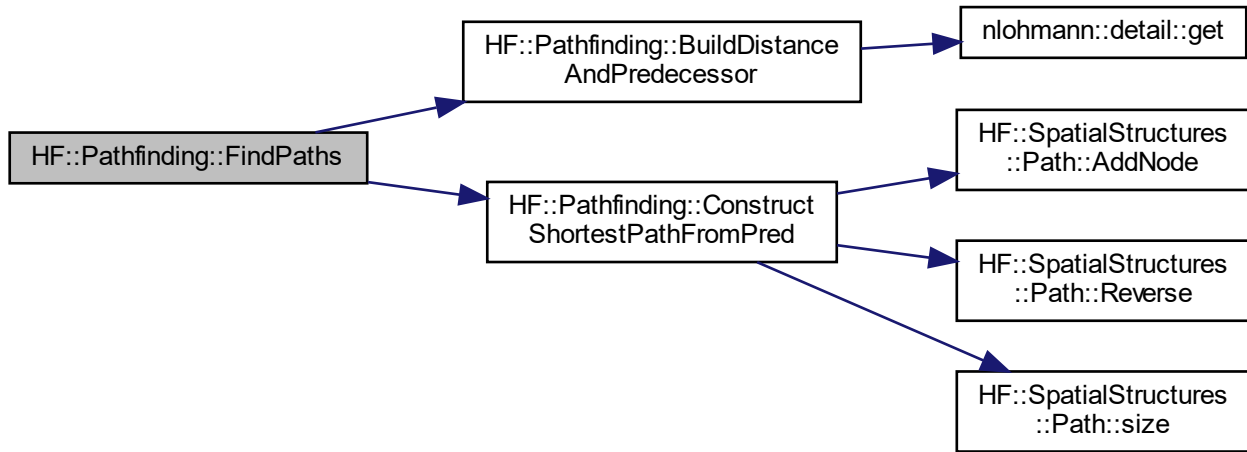 HF::Pathfinding::FindPaths
HF::Pathfinding::BuildDistance
AndPredecessor
nlohmann::detail::get
HF::Pathfinding::Construct
ShortestPathFromPred
HF::SpatialStructures
::Path::AddNode
HF::SpatialStructures
::Path::Reverse
HF::SpatialStructures
::Path::size